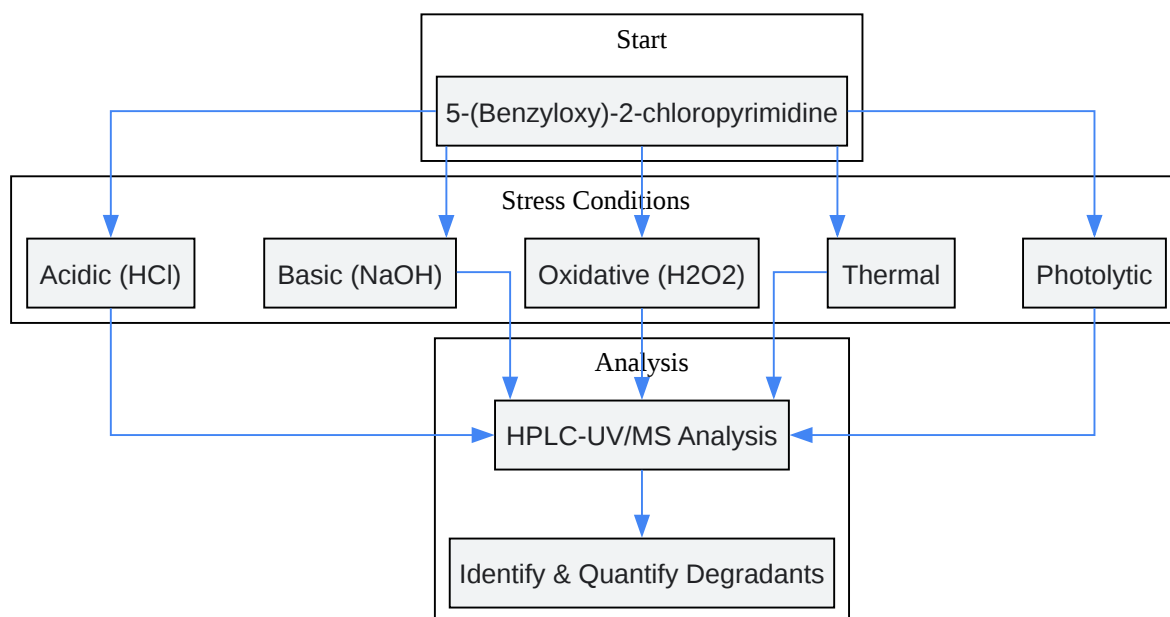 Start
5-(Benzyloxy)-2-chloropyrimidine
Stress Conditions
Acidic (HCl)
Basic (NaOH)
Oxidative (H2O2)
Thermal
Photolytic
Analysis
HPLC-UV/MS Analysis
Identify & Quantify Degradants